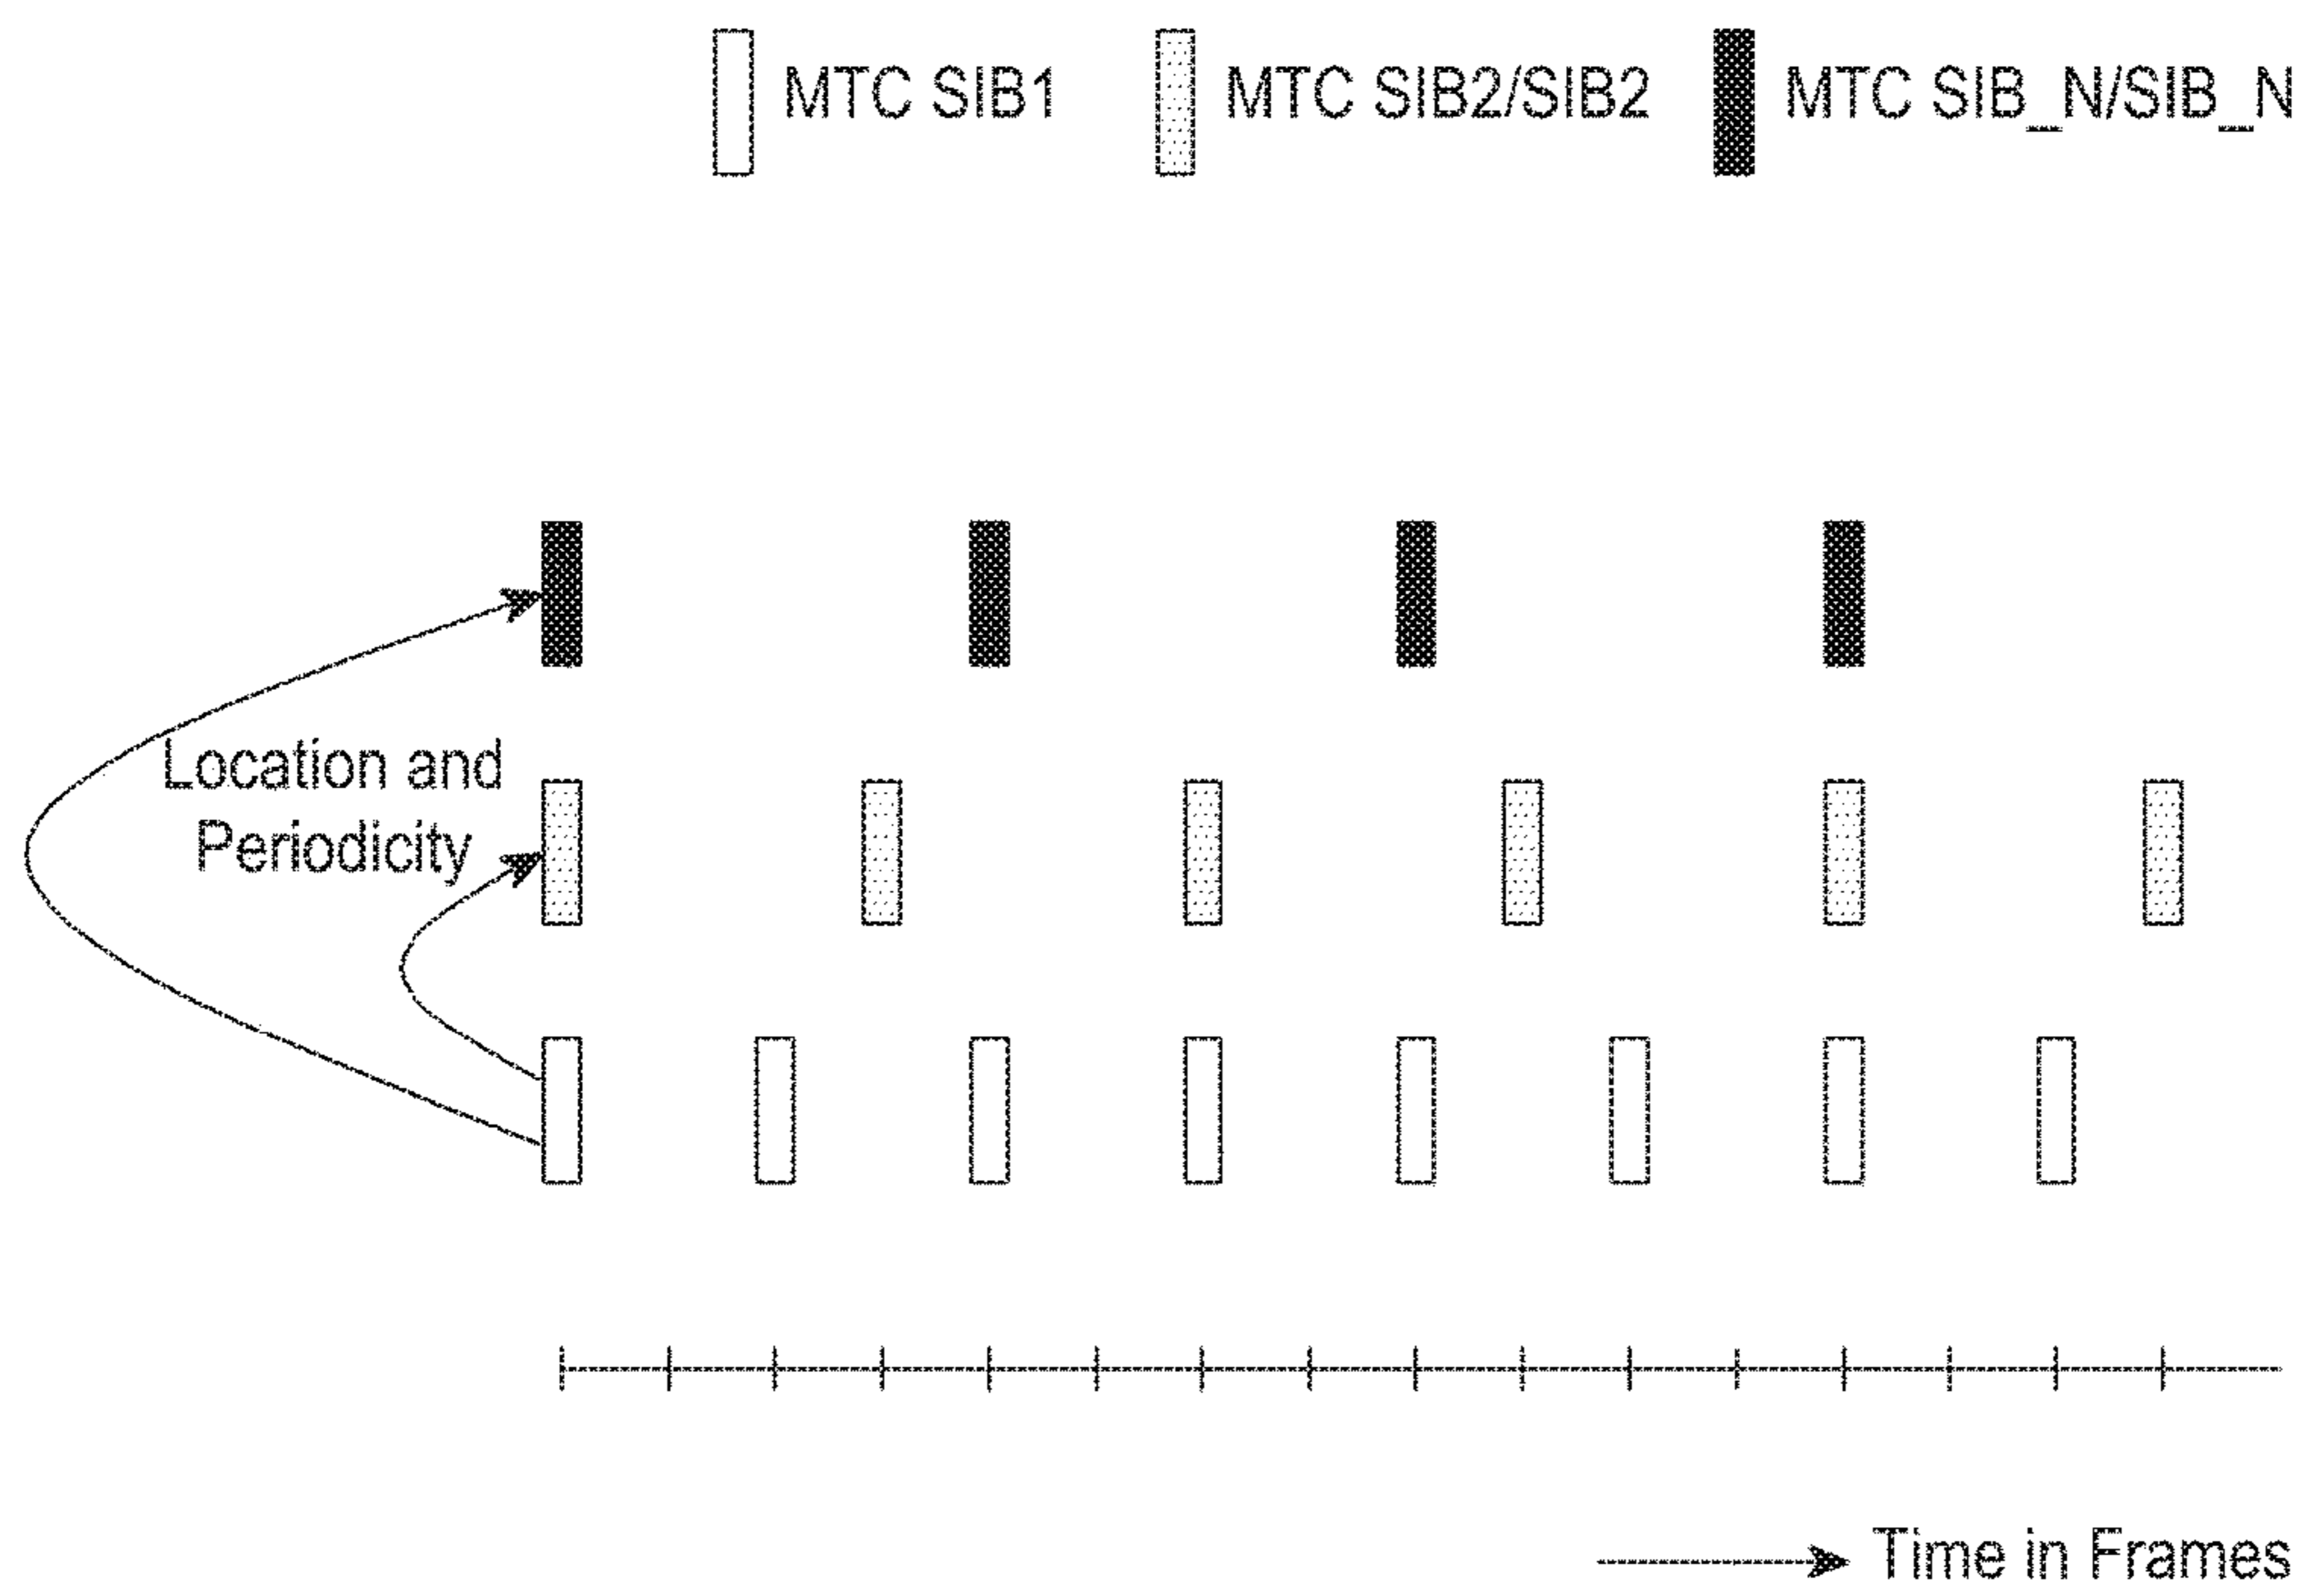 MTC SIB1
MTC SIB2/SIB2
MTC SIB_N/SIB_N
Location and
Periodicity
Time in Frames